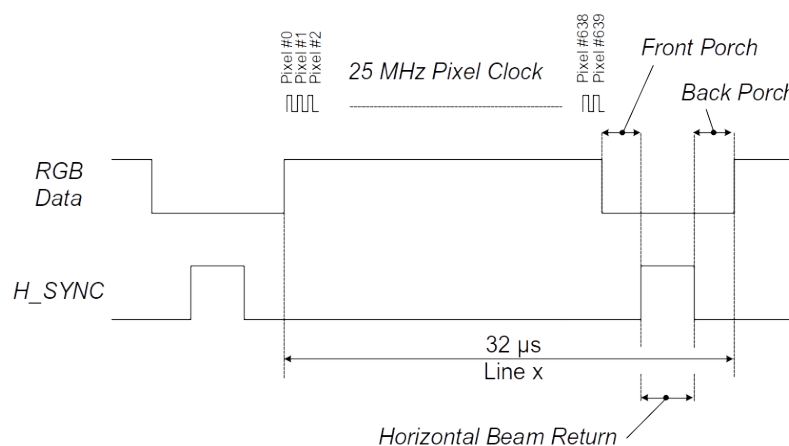 Pixel #0
Pixel #1
Pixel #2
25 MHz Pixel Clock
Pixel #638
Pixel #639
Front Porch
Back Porch
RGB
Data
H_SYNC
32 µs
Line x
Horizontal Beam Return